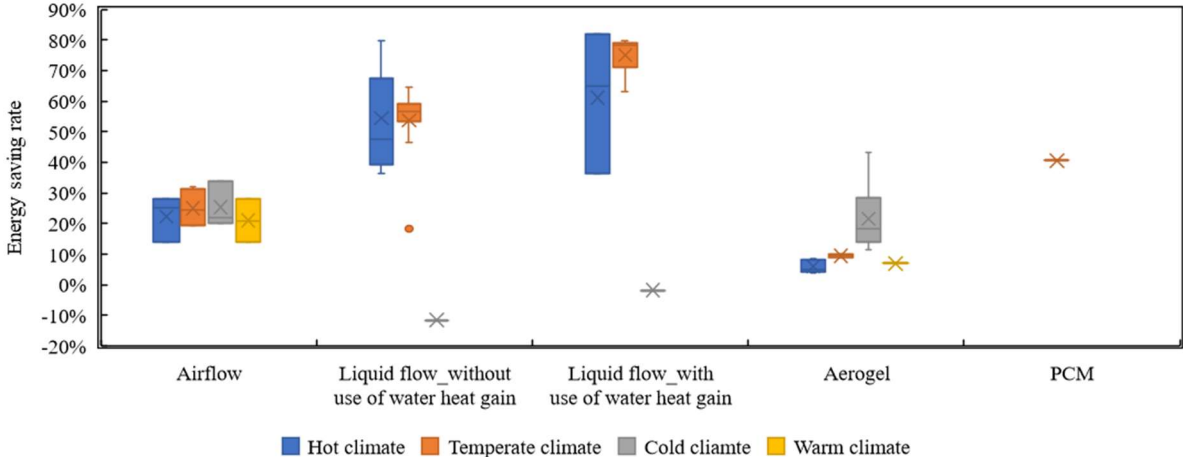 90%
80%
70%
60%
50%
40%
30%
20%
10%
0%
-10%
-20%
Energy saving rate
Airflow
Liquid flow_without
use of water heat gain
Liquid flow_with
use of water heat gain
Aerogel
PCM
Hot climate
Temperate climate
Cold cliamte
Warm climate